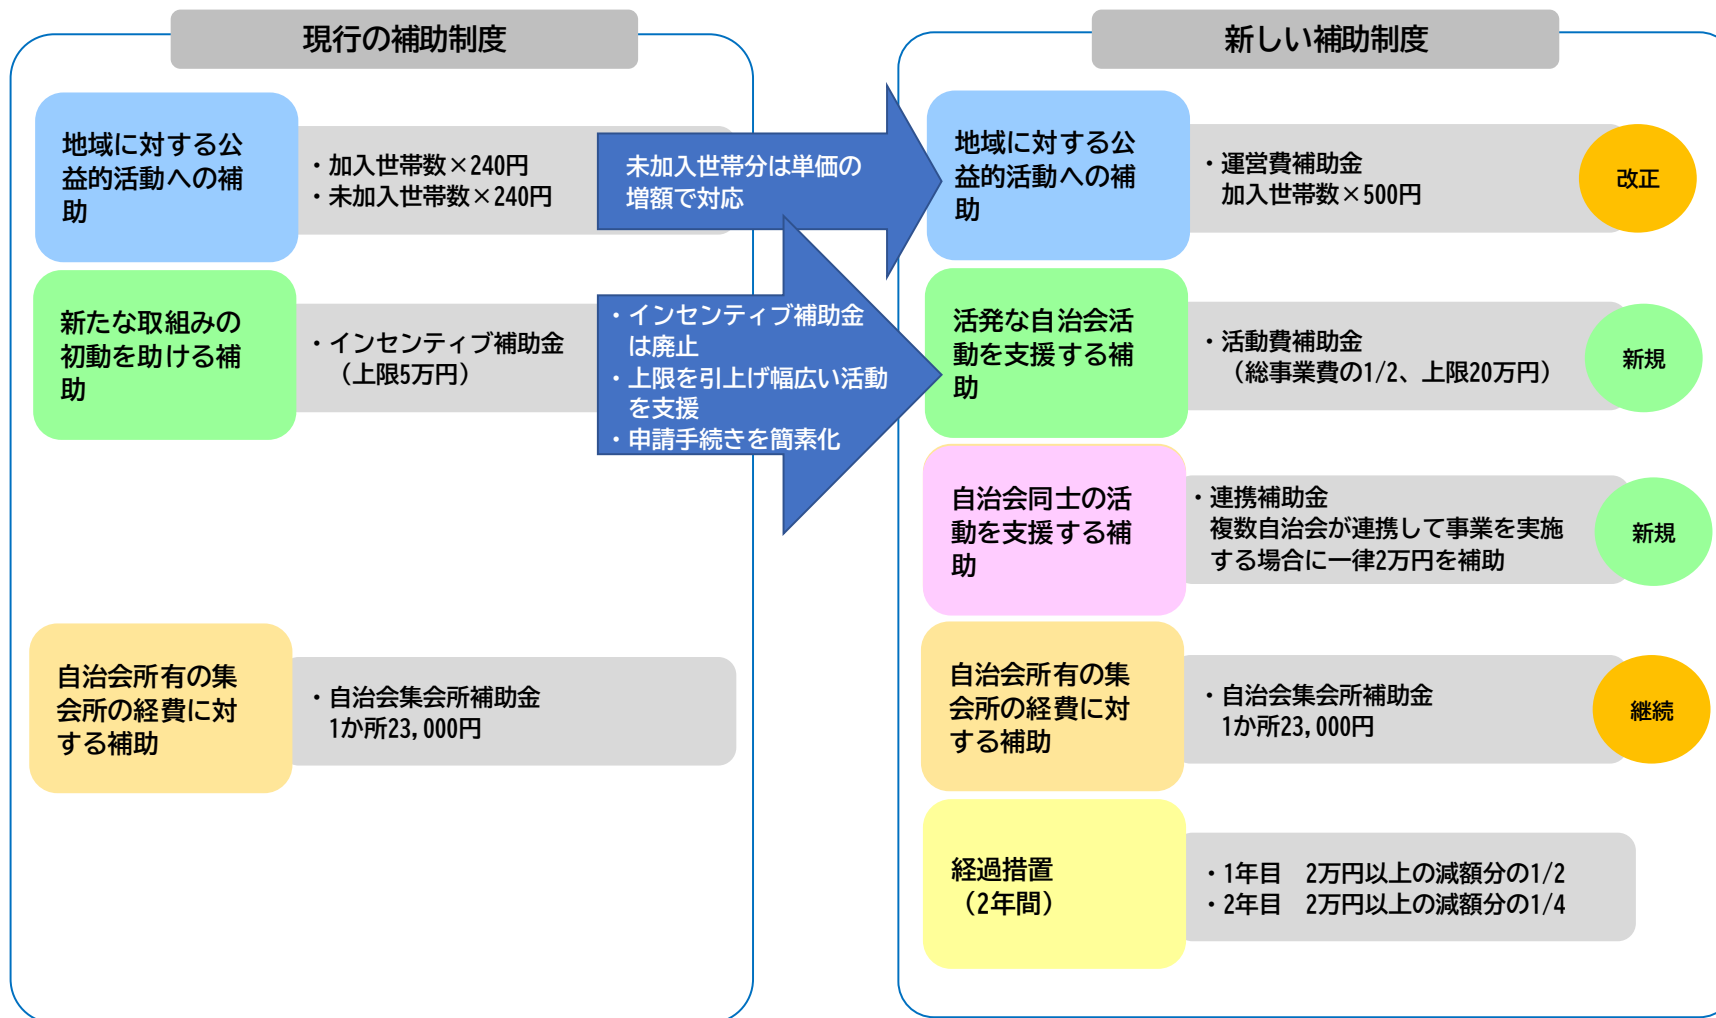 現行の補助制度
地域に対する公
益的活動への補
助
・加入世帯数×240円
・未加入世帯数×240円
新たな取組みの
初動を助ける補
助
・インセンティブ補助金
（上限5万円）
自治会所有の集
会所の経費に対
する補助
・自治会集会所補助金
1か所23,000円
未加入世帯分は単価の
増額で対応
・インセンティブ補助金
は廃止
・上限を引上げ幅広い活動
を支援
・申請手続きを簡素化
新しい補助制度
地域に対する公
益的活動への補
助
・運営費補助金
加入世帯数×500円
改正
活発な自治会活
動を支援する補
助
・活動費補助金
（総事業費の1/2、上限20万円）
新規
自治会同士の活
動を支援する補
助
・連携補助金
複数自治会が連携して事業を実施
する場合に一律2万円を補助
新規
自治会所有の集
会所の経費に対
する補助
・自治会集会所補助金
1か所23,000円
継続
経過措置
（2年間）
・1年目　2万円以上の減額分の1/2
・2年目　2万円以上の減額分の1/4